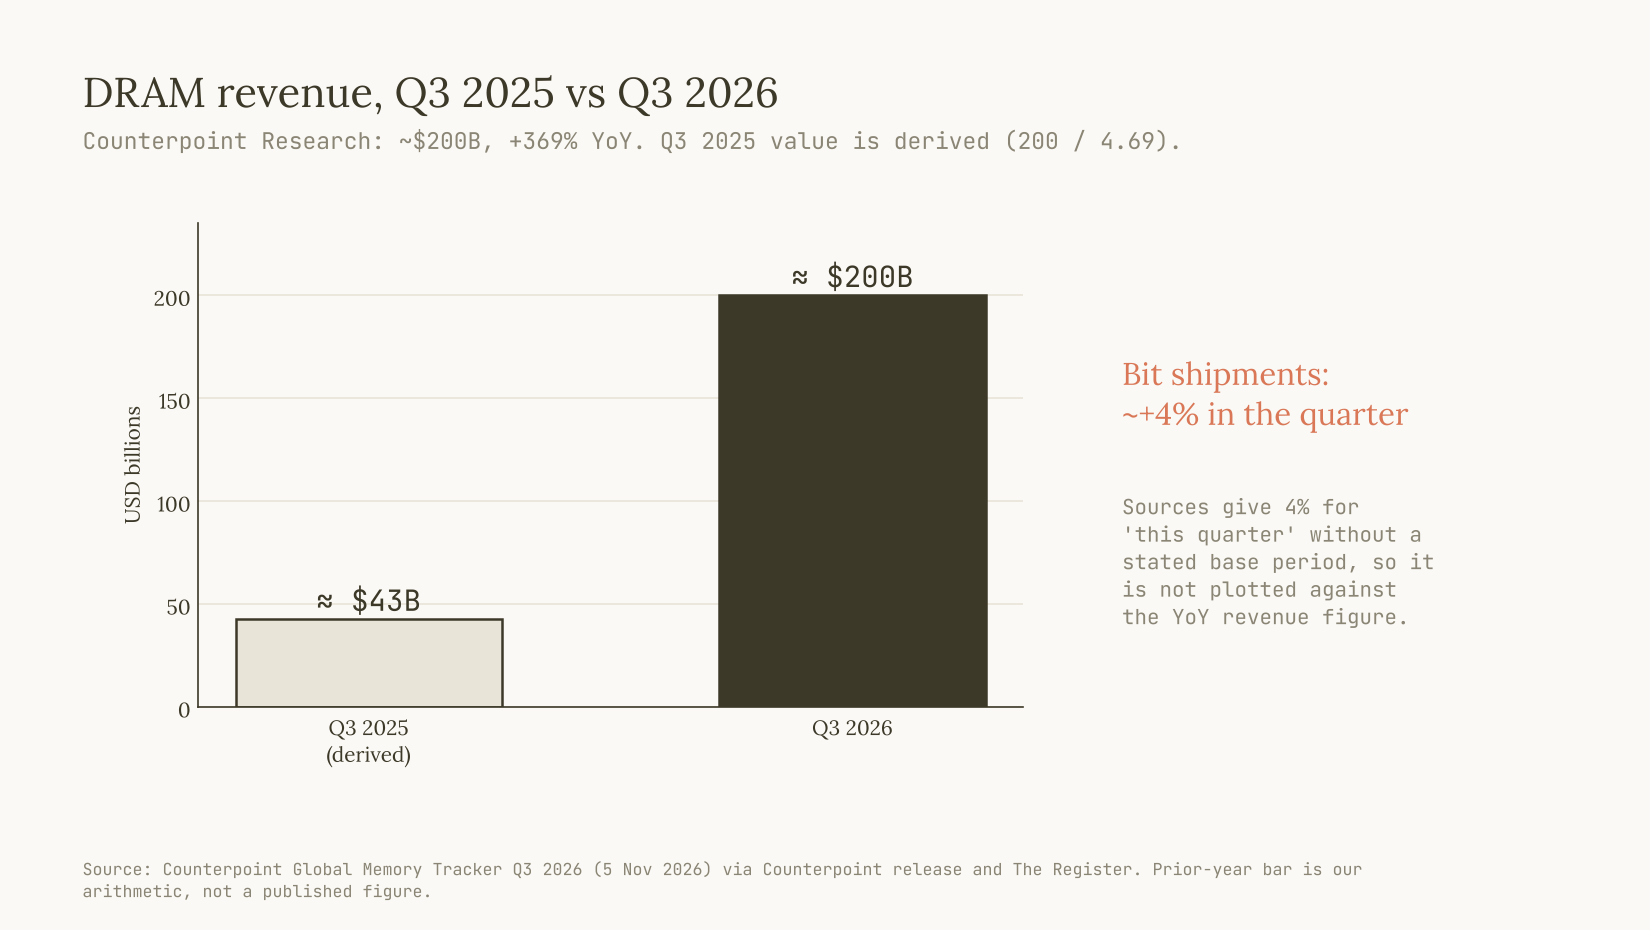 DRAM revenue, Q3 2025 vs Q3 2026
Counterpoint Research: ~$200B, +369% YoY. Q3 2025 value is derived (200 / 4.69).
USD billions
200
150
100
50
0
≈ $43B
≈ $200B
Q3 2025
(derived)
Q3 2026
Bit shipments:
~+4% in the quarter
Sources give 4% for
'this quarter' without a
stated base period, so it
is not plotted against
the YoY revenue figure.
Source: Counterpoint Global Memory Tracker Q3 2026 (5 Nov 2026) via Counterpoint release and The Register. Prior-year bar is our
arithmetic, not a published figure.